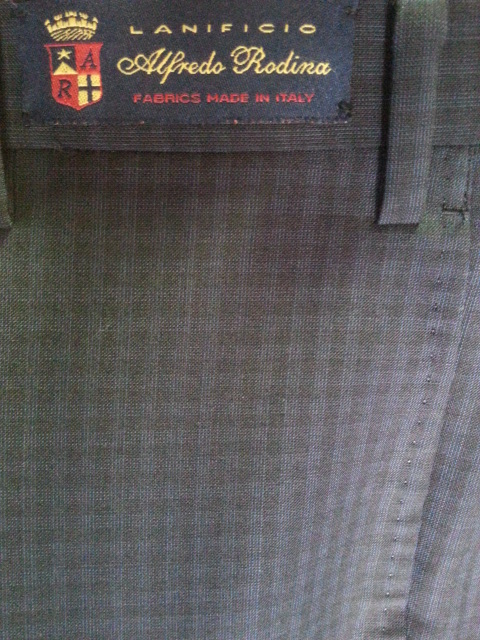 LANIFICIO
Alfredo Rodina
FABRICS MADE IN ITALY
A
R